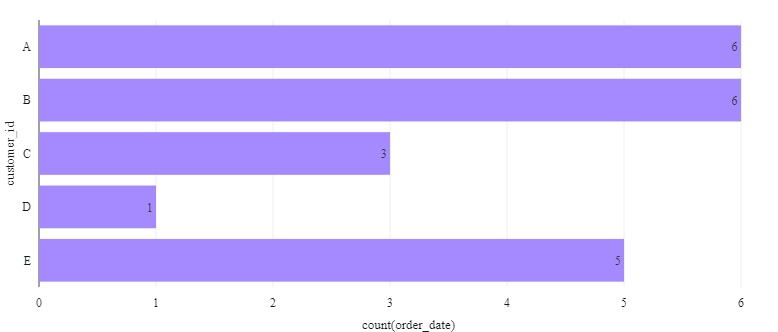 customer_id
A 6
B 6
C 3
D 1
E 5
0 1 2 3 4 5 6
count(order_date)